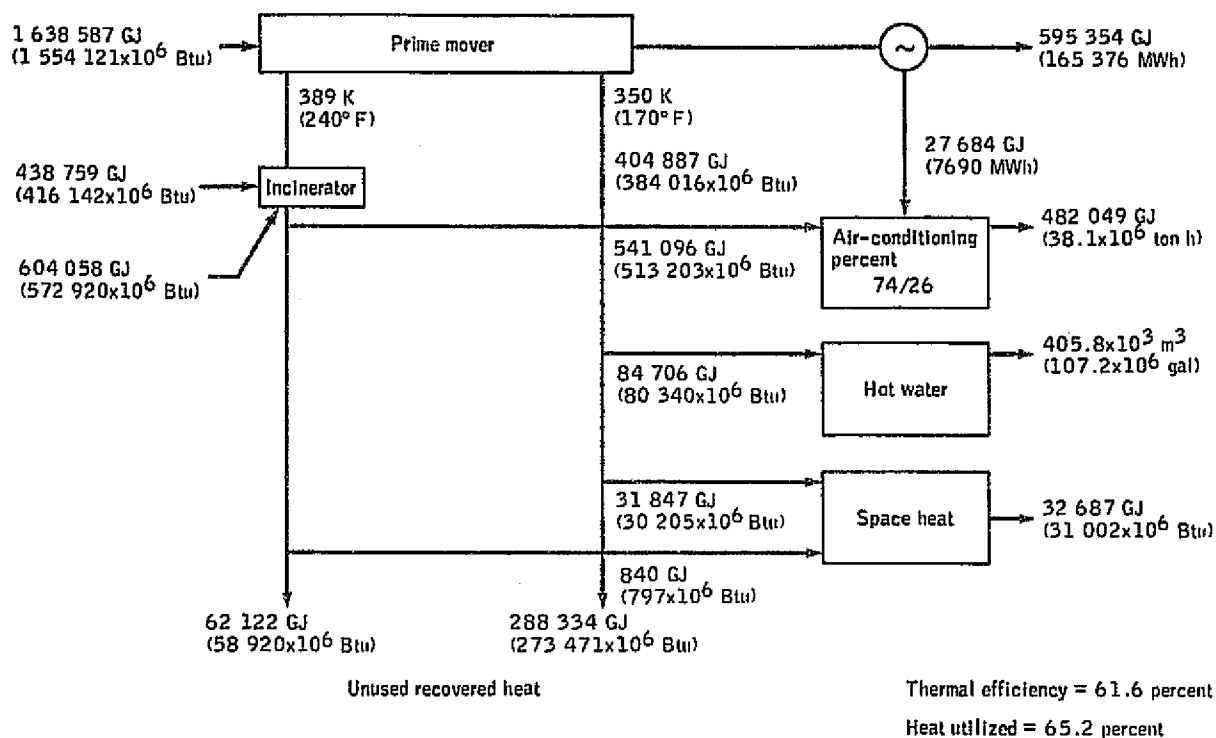 1 638 587 GJ
(1 554 121x10⁶ Btu)
Prime mover
~
595 354 GJ
(165 376 MWh)
389 K
(240° F)
350 K
(170° F)
27 684 GJ
(7690 MWh)
438 759 GJ
(416 142x10⁶ Btu)
Incinerator
404 887 GJ
(384 016x10⁶ Btu)
604 058 GJ
(572 920x10⁶ Btu)
541 096 GJ
(513 203x10⁶ Btu)
Air-conditioning
percent
74/26
482 049 GJ
(38.1x10⁶ ton h)
84 706 GJ
(80 340x10⁶ Btu)
Hot water
405.8x10³ m³
(107.2x10⁶ gal)
31 847 GJ
(30 205x10⁶ Btu)
Space heat
32 687 GJ
(31 002x10⁶ Btu)
840 GJ
(797x10⁶ Btu)
62 122 GJ
(58 920x10⁶ Btu)
288 334 GJ
(273 471x10⁶ Btu)
Unused recovered heat
Thermal efficiency = 61.6 percent
Heat utilized = 65.2 percent